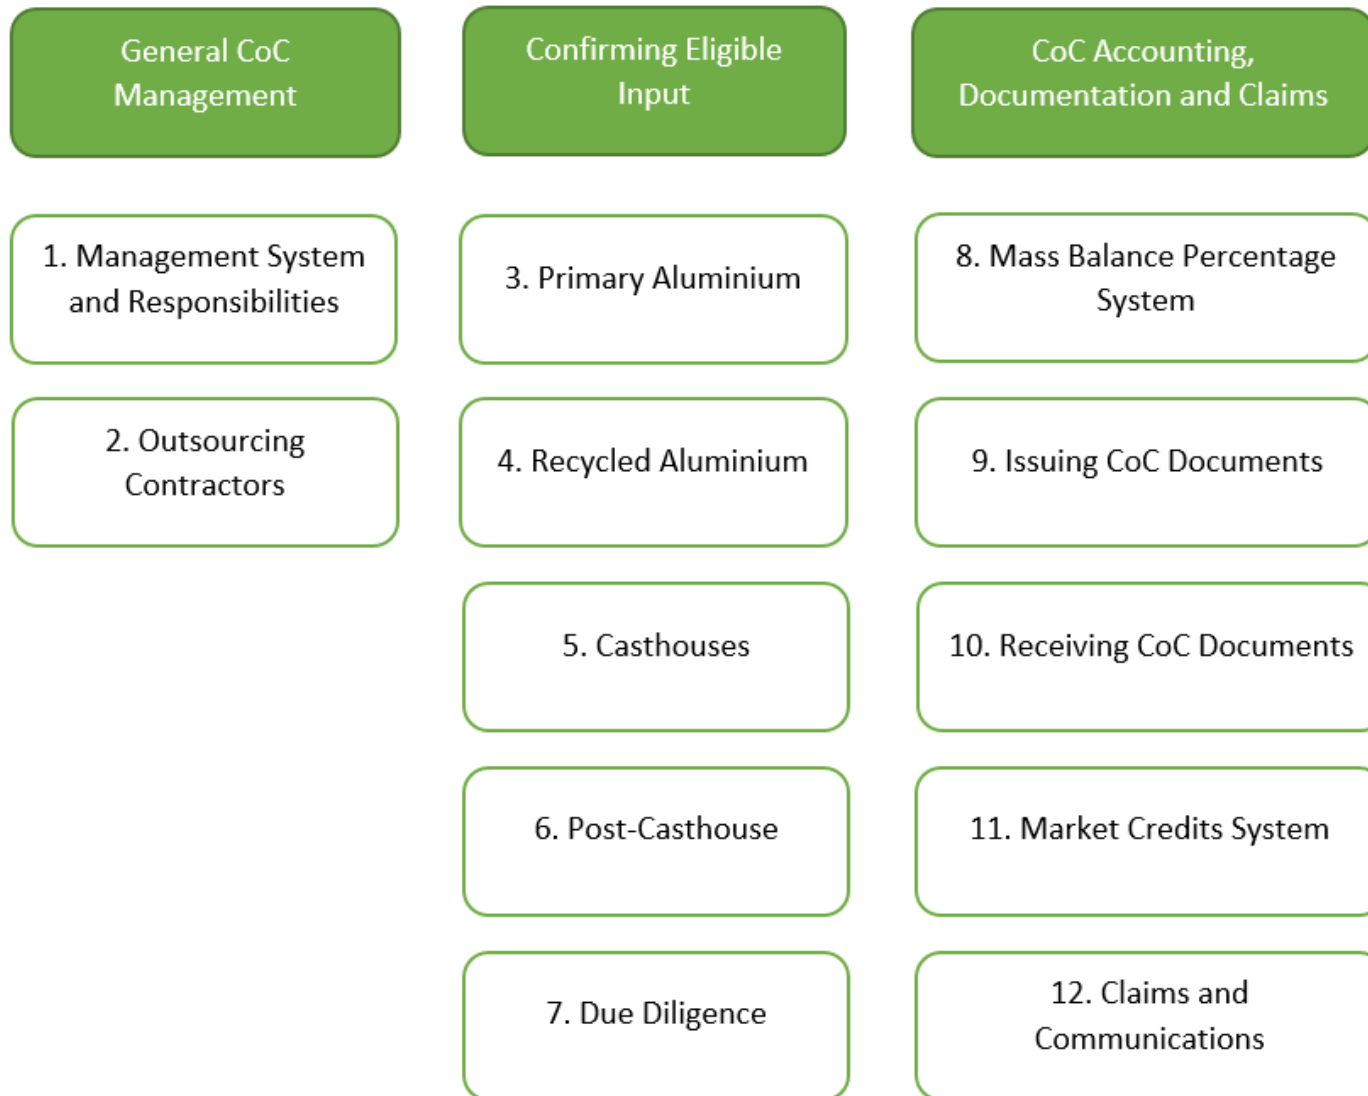 General CoC
Management
Confirming Eligible
Input
CoC Accounting,
Documentation and Claims
1. Management System
and Responsibilities
2. Outsourcing
Contractors
3. Primary Aluminium
4. Recycled Aluminium
5. Casthouses
6. Post-Casthouse
7. Due Diligence
8. Mass Balance Percentage
System
9. Issuing CoC Documents
10. Receiving CoC Documents
11. Market Credits System
12. Claims and
Communications